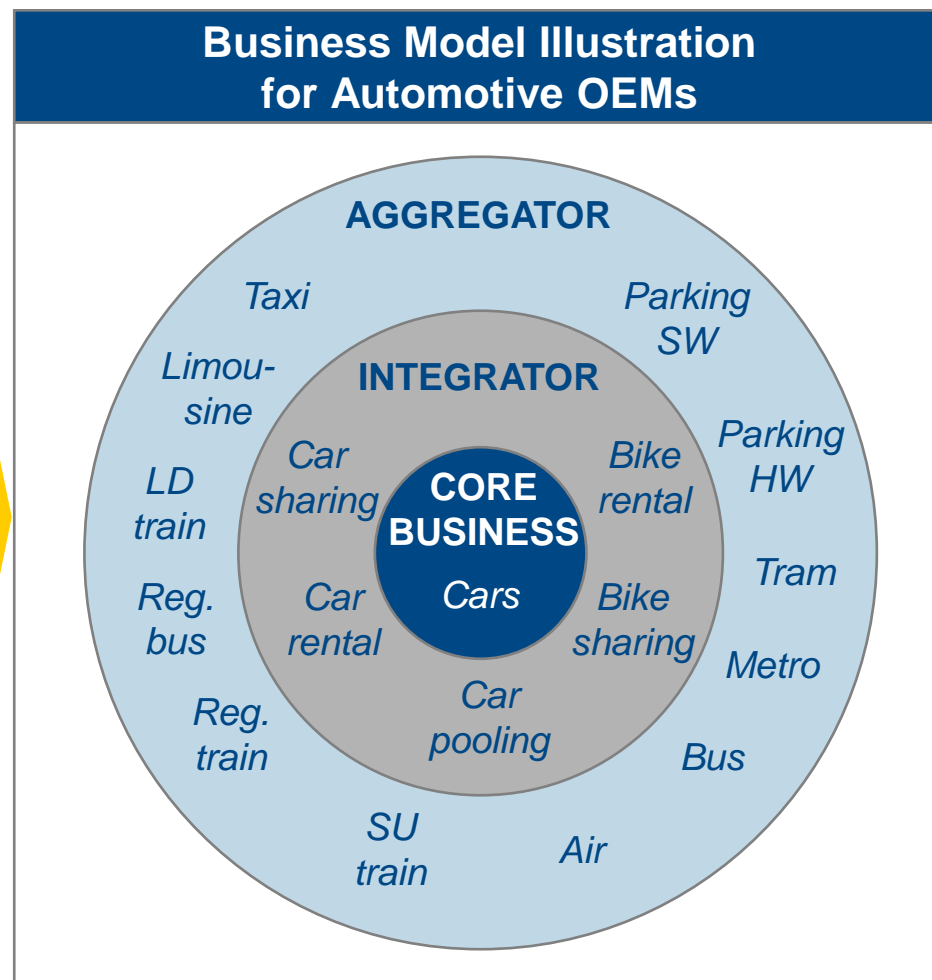 Business Model Illustration
for Automotive OEMs
AGGREGATOR
Taxi
Parking
SW
Limou-
sine
INTEGRATOR
Parking
HW
Car
sharing
Bike
rental
LD
train
CORE
BUSINESS
Cars
Tram
Reg.
bus
Car
rental
Bike
sharing
Metro
Reg.
train
Car
pooling
Bus
SU
train
Air